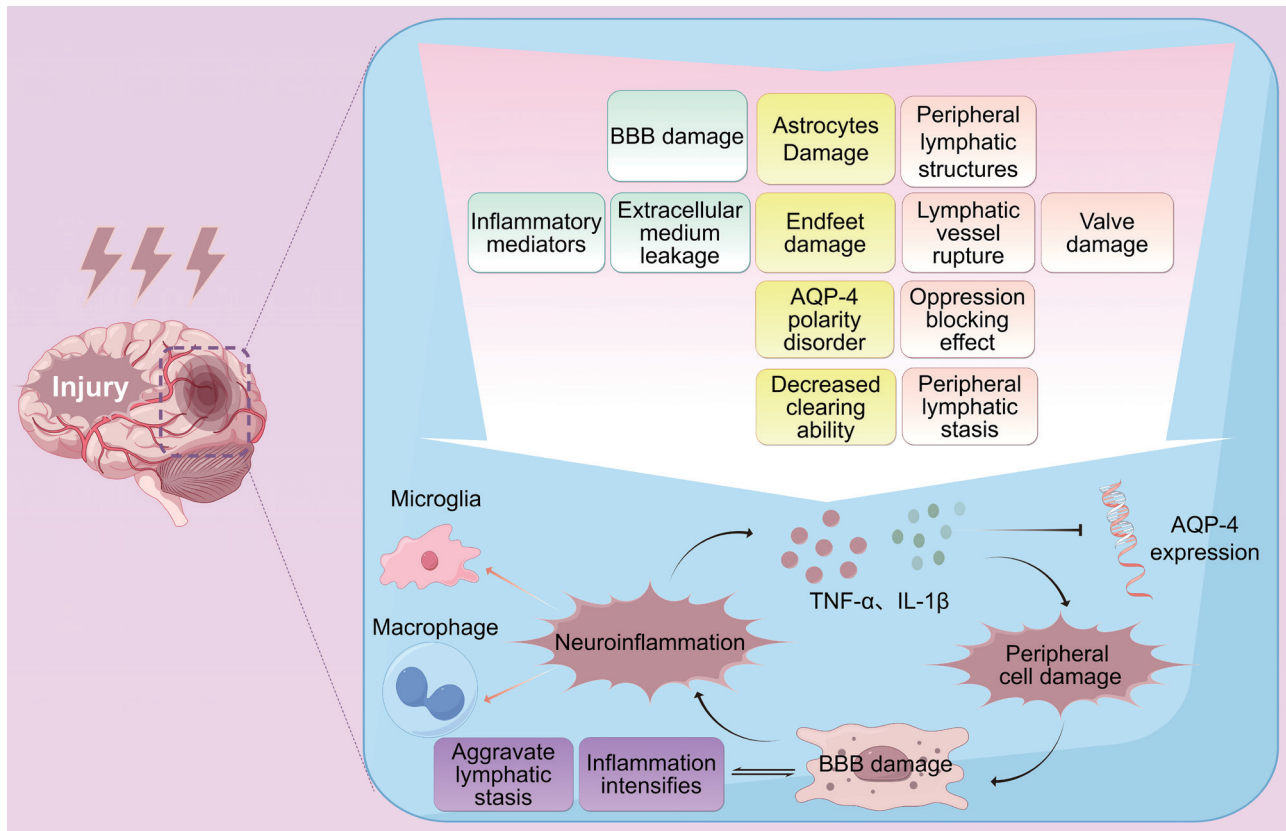 BBB damage
Astrocytes
Damage
Peripheral
lymphatic
structures
Inflammatory
mediators
Extracellular
medium
leakage
Endfeet
damage
Lymphatic
vessel
rupture
Valve
damage
AQP-4
polarity
disorder
Oppression
blocking
effect
Decreased
clearing
ability
Peripheral
lymphatic
stasis
Injury
Microglia
AQP-4
expression
TNF-α、IL-1β
Macrophage
Neuroinflammation
Peripheral
cell damage
Aggravate
lymphatic
stasis
Inflammation
intensifies
BBB damage